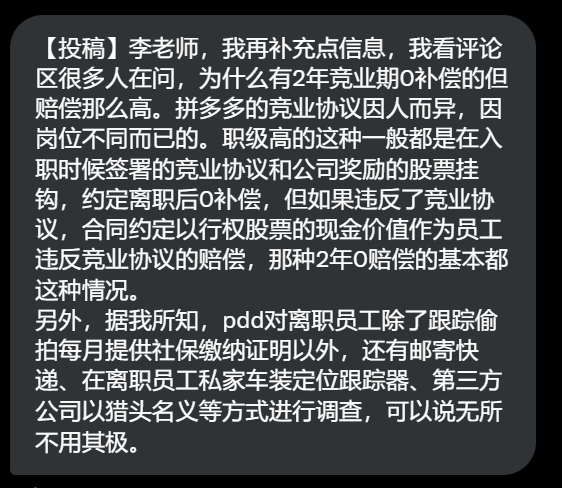 【投稿】李老师，我再补充点信息，我看评论
区很多人在问，为什么有2年竞业期0补偿的但
赔偿那么高。拼多多的竞业协议因人而异，因
岗位不同而已的。职级高的这种一般都是在入
职时候签署的竞业协议和公司奖励的股票挂
钩，约定离职后0补偿，但如果违反了竞业协
议，合同约定以行权股票的现金价值作为员工
违反竞业协议的赔偿，那种2年0赔偿的基本都
这种情况。
另外，据我所知，pdd对离职员工除了跟踪偷
拍每月提供社保缴纳证明以外，还有邮寄快
递、在离职员工私家车装定位跟踪器、第三方
公司以猎头名义等方式进行调查，可以说无所
不用其极。